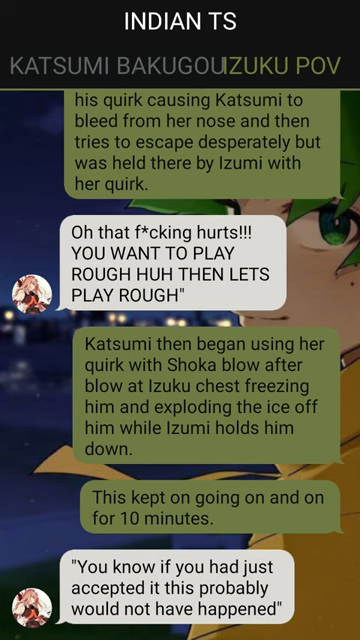 INDIAN TS
KATSUMI BAKUGOU
IZUKU POV
his quirk causing Katsumi to
bleed from her nose and then
tries to escape desperately but
was held there by Izumi with
her quirk.
Oh that f*cking hurts!!!
YOU WANT TO PLAY
ROUGH HUH THEN LETS
PLAY ROUGH"
Katsumi then began using her
quirk with Shoka blow after
blow at Izuku chest freezing
him and exploding the ice off
him while Izumi holds him
down.
This kept on going on and on
for 10 minutes.
"You know if you had just
accepted it this probably
would not have happened"